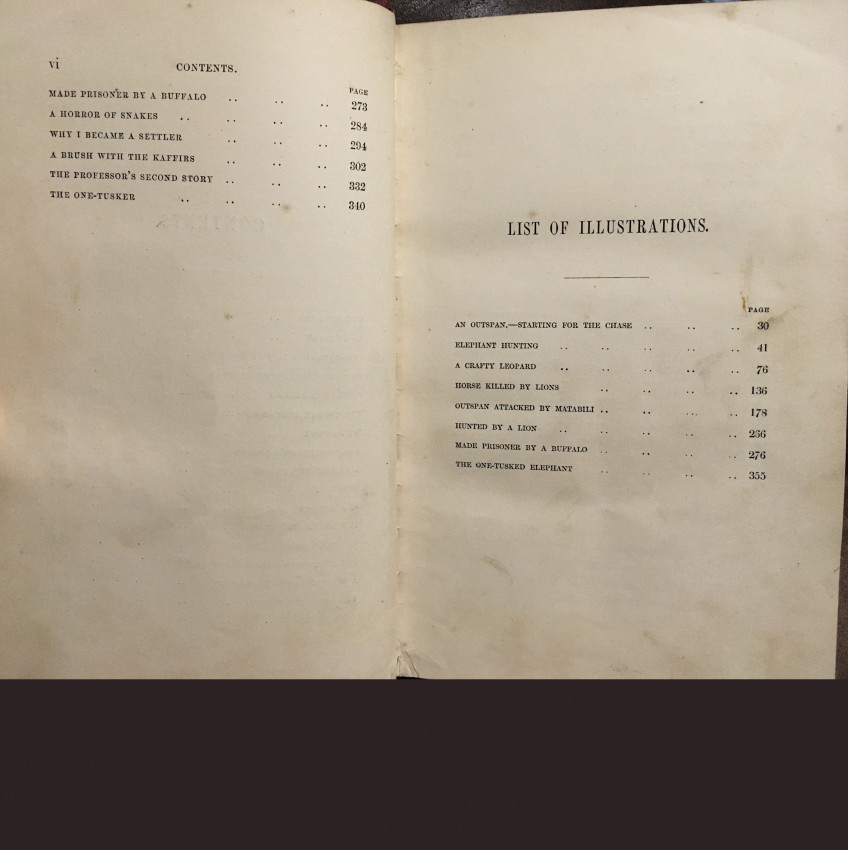 vi CONTENTS.
PAGE
MADE PRISONER BY A BUFFALO .. .. .. 273
A HORROR OF SNAKES .. .. .. .. 284
WHY I BECAME A SETTLER .. .. .. 294
A BRUSH WITH THE KAFFIRS .. .. .. 302
THE PROFESSOR'S SECOND STORY .. .. .. 332
THE ONE-TUSKER .. .. .. .. 340
LIST OF ILLUSTRATIONS.
PAGE
AN OUTSPAN.—STARTING FOR THE CHASE .. .. .. 30
ELEPHANT HUNTING .. .. .. .. .. 41
A CRAFTY LEOPARD .. .. .. .. .. 76
HORSE KILLED BY LIONS .. .. .. .. 136
OUTSPAN ATTACKED BY MATABILI .. .. .. .. 178
HUNTED BY A LION .. .. .. .. .. 266
MADE PRISONER BY A BUFFALO .. .. .. .. 276
THE ONE-TUSKED ELEPHANT .. .. .. .. 355